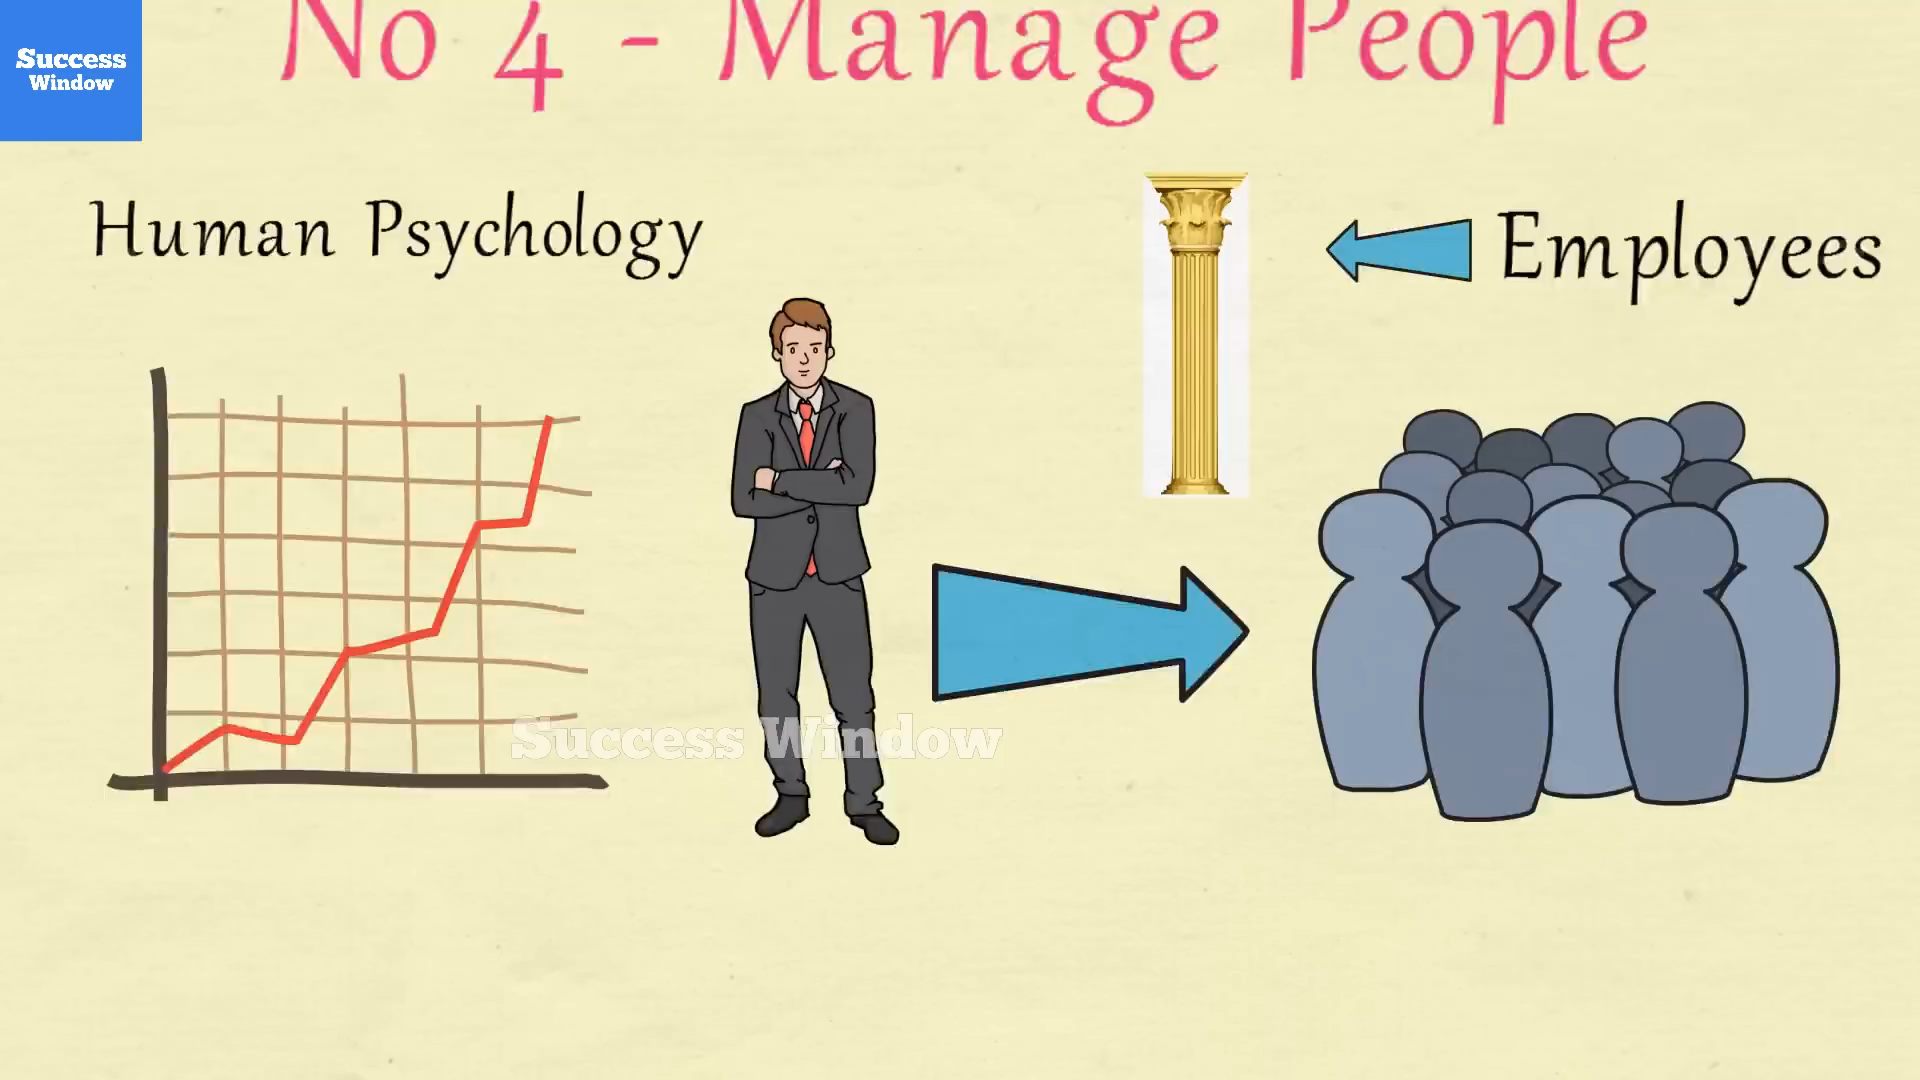 Success
Window
No 4 - Manage People
Human Psychology
Employees
Success Window